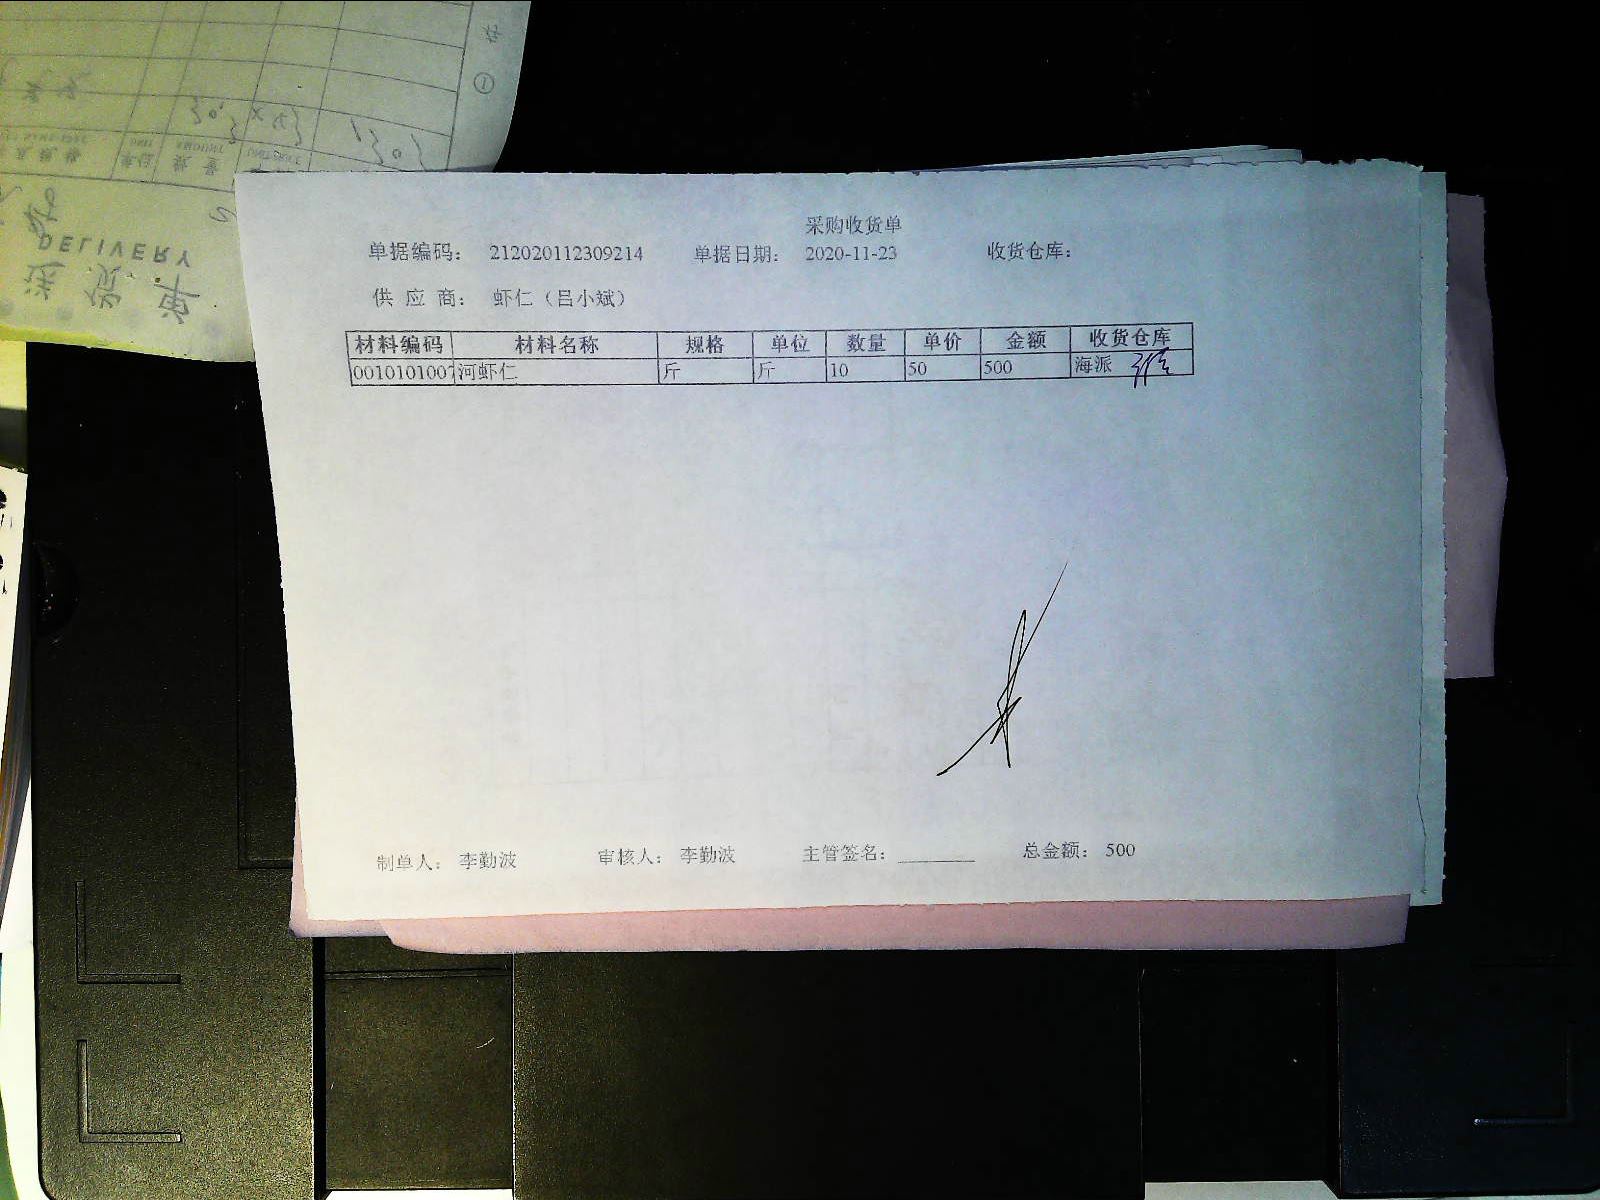 采购收货单
单据编码： 212020112309214 单据日期： 2020-11-23 收货仓库：
供 应 商： 虾仁（吕小斌）
材料编码 材料名称 规格 单位 数量 单价 金额 收货仓库
0010101007 河虾仁 斤 斤 10 50 500 海派
制单人： 李勤波 审核人： 李勤波 主管签名： 总金额： 500
DELIVERY
送 货 单